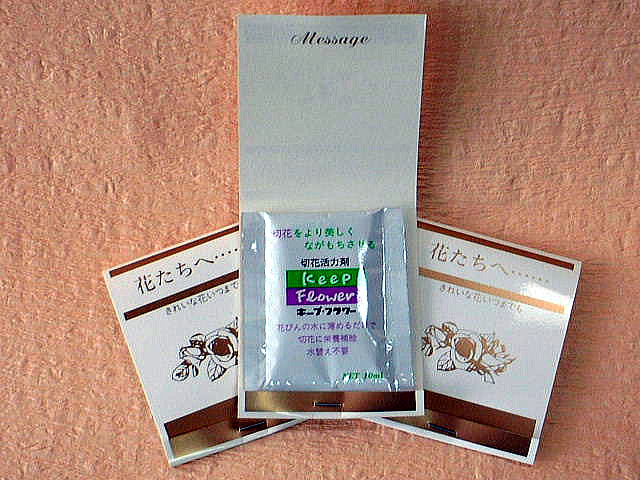 Message
切花をより美しく
ながもちさせる
切花活力剤
Keep
Flower
キープ・フラワー
花びんの水に薄めるだけで
切花に栄養補給
水替え不要
NET 10ml
花たちへ……
きれいな花いつまでも
花たちへ……
きれいな花いつまでも